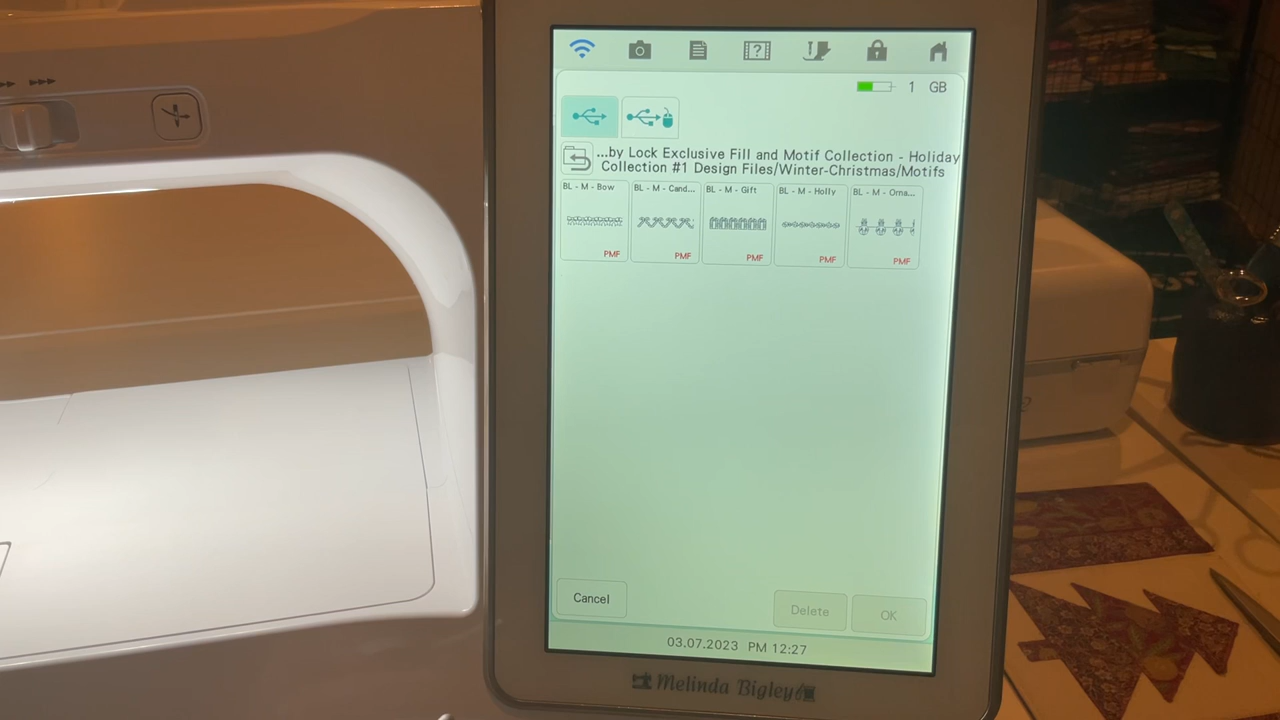 1 GB
...by Lock Exclusive Fill and Motif Collection - Holiday
Collection #1 Design Files/Winter-Christmas/Motifs
BL - M - Bow
BL - M - Cand...
BL - M - Gift
BL - M - Holly
BL - M - Orna...
PMF
PMF
PMF
PMF
PMF
Cancel
Delete
OK
03.07.2023 PM 12:27
Melinda Bigley